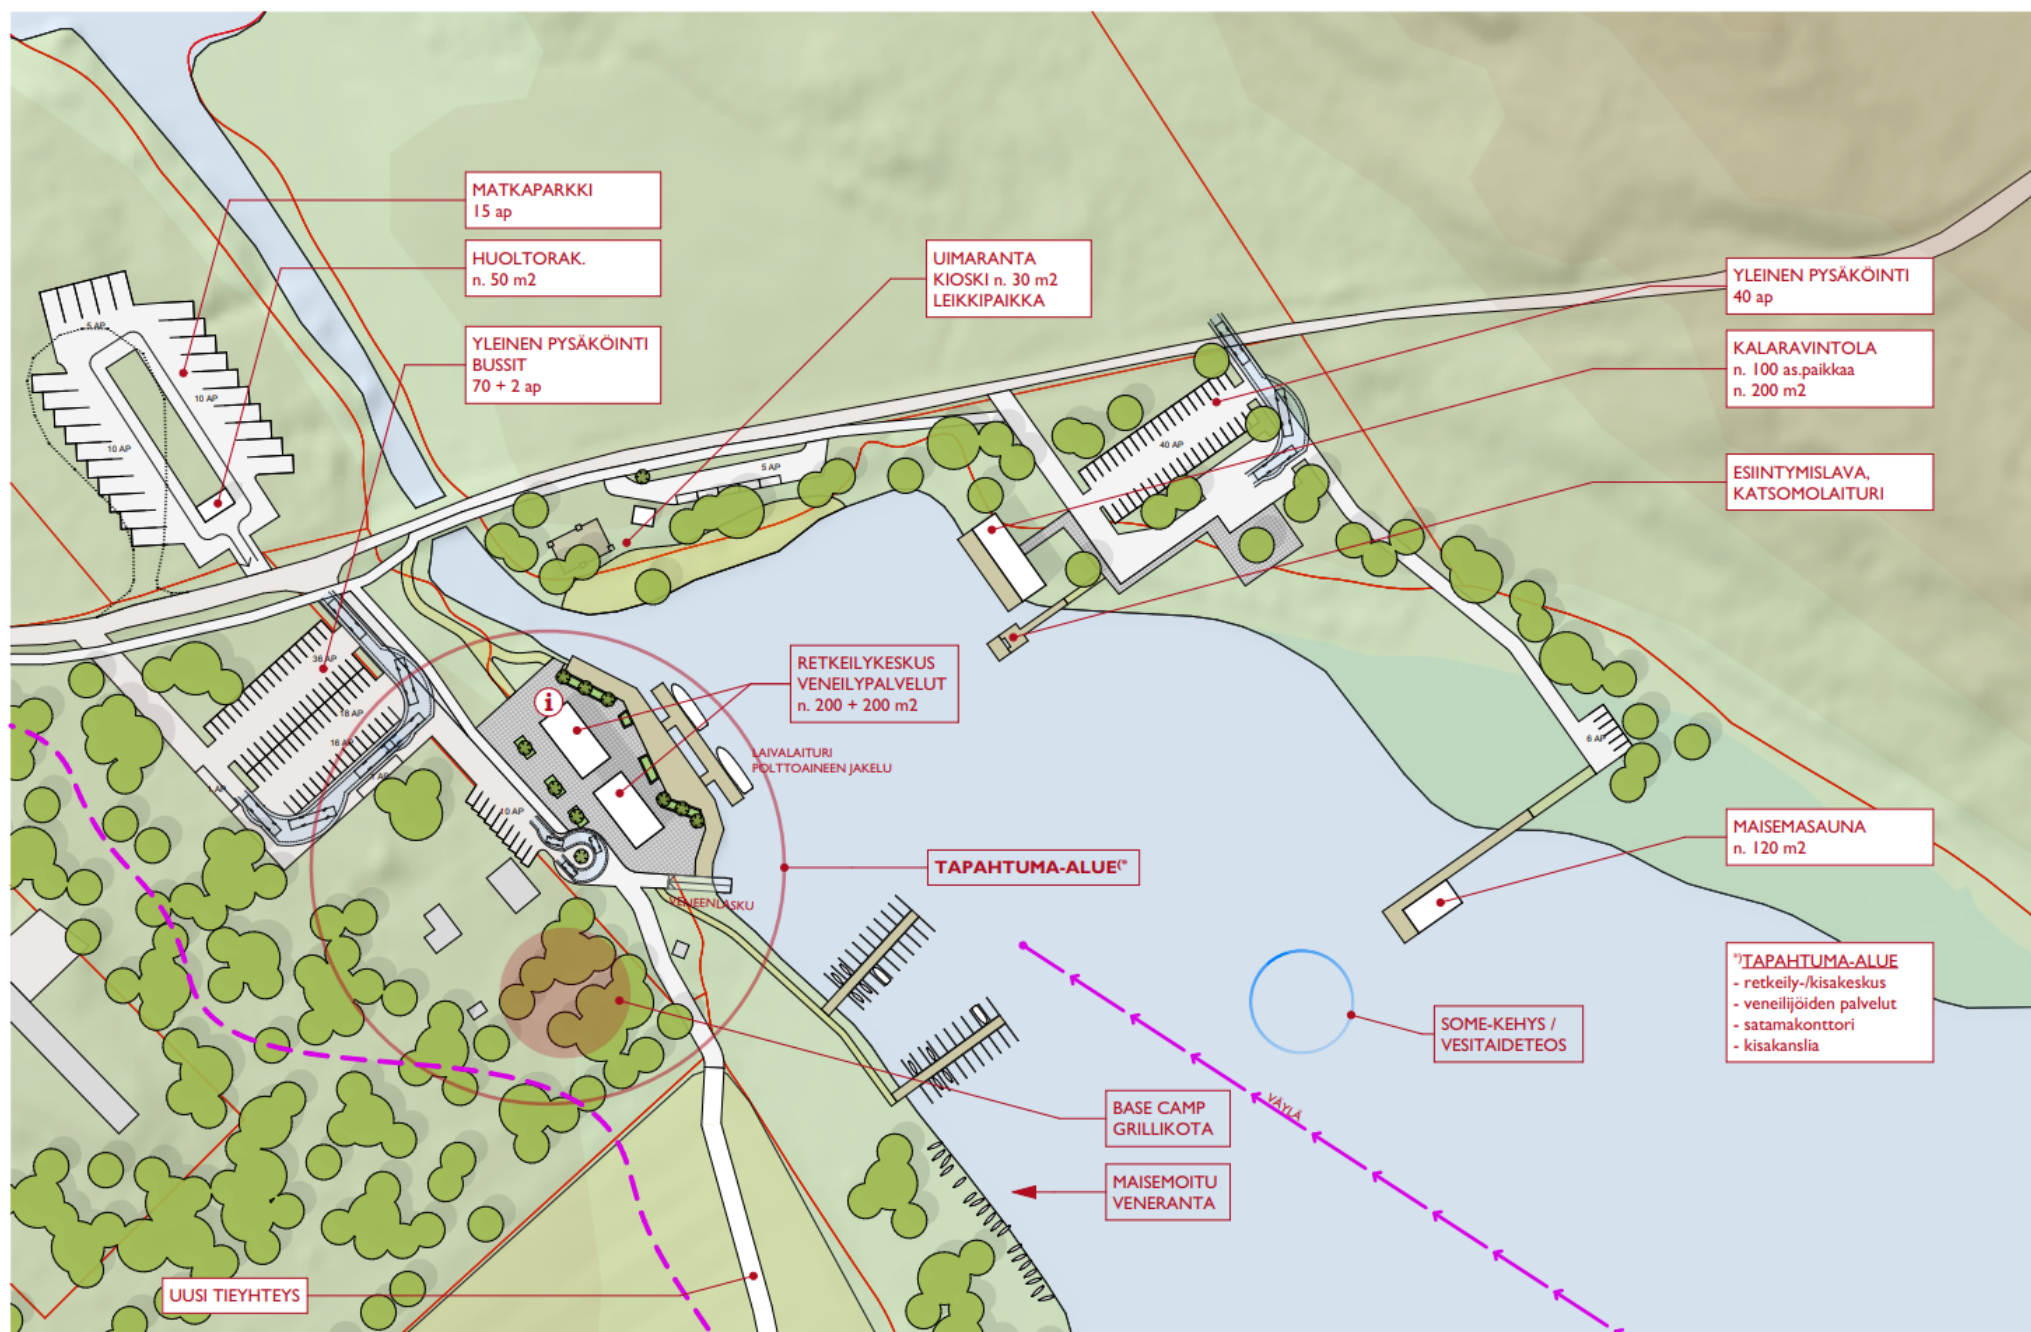 MATKAPARKKI
15 ap
HUOLTORAK.
n. 50 m2
YLEINEN PYSÄKÖINTI
BUSSIT
70 + 2 ap
UIMARANTA
KIOSKI n. 30 m2
LEIKKIPAIKKA
YLEINEN PYSÄKÖINTI
40 ap
KALARAVINTOLA
n. 100 as.paikkaa
n. 200 m2
ESIINTYMISLAVA,
KATSOMOLAITURI
5 AP
10 AP
10 AP
5 AP
40 AP
36 AP
18 AP
16 AP
10 AP
6 AP
i
RETKEILYKESKUS
VENEILYPALVELUT
n. 200 + 200 m2
LAIVALAITURI
POLTTOAINEEN JAKELU
TAPAHTUMA-ALUE(*
VENEENLASKU
MAISEMASAUNA
n. 120 m2
*)TAPAHTUMA-ALUE
- retkeily-/kisakeskus
- veneilijöiden palvelut
- satamakonttori
- kisakanslia
SOME-KEHYS /
VESITAIDETEOS
VÄYLÄ
BASE CAMP
GRILLIKOTA
MAISEMOITU
VENERANTA
UUSI TIEYHTEYS